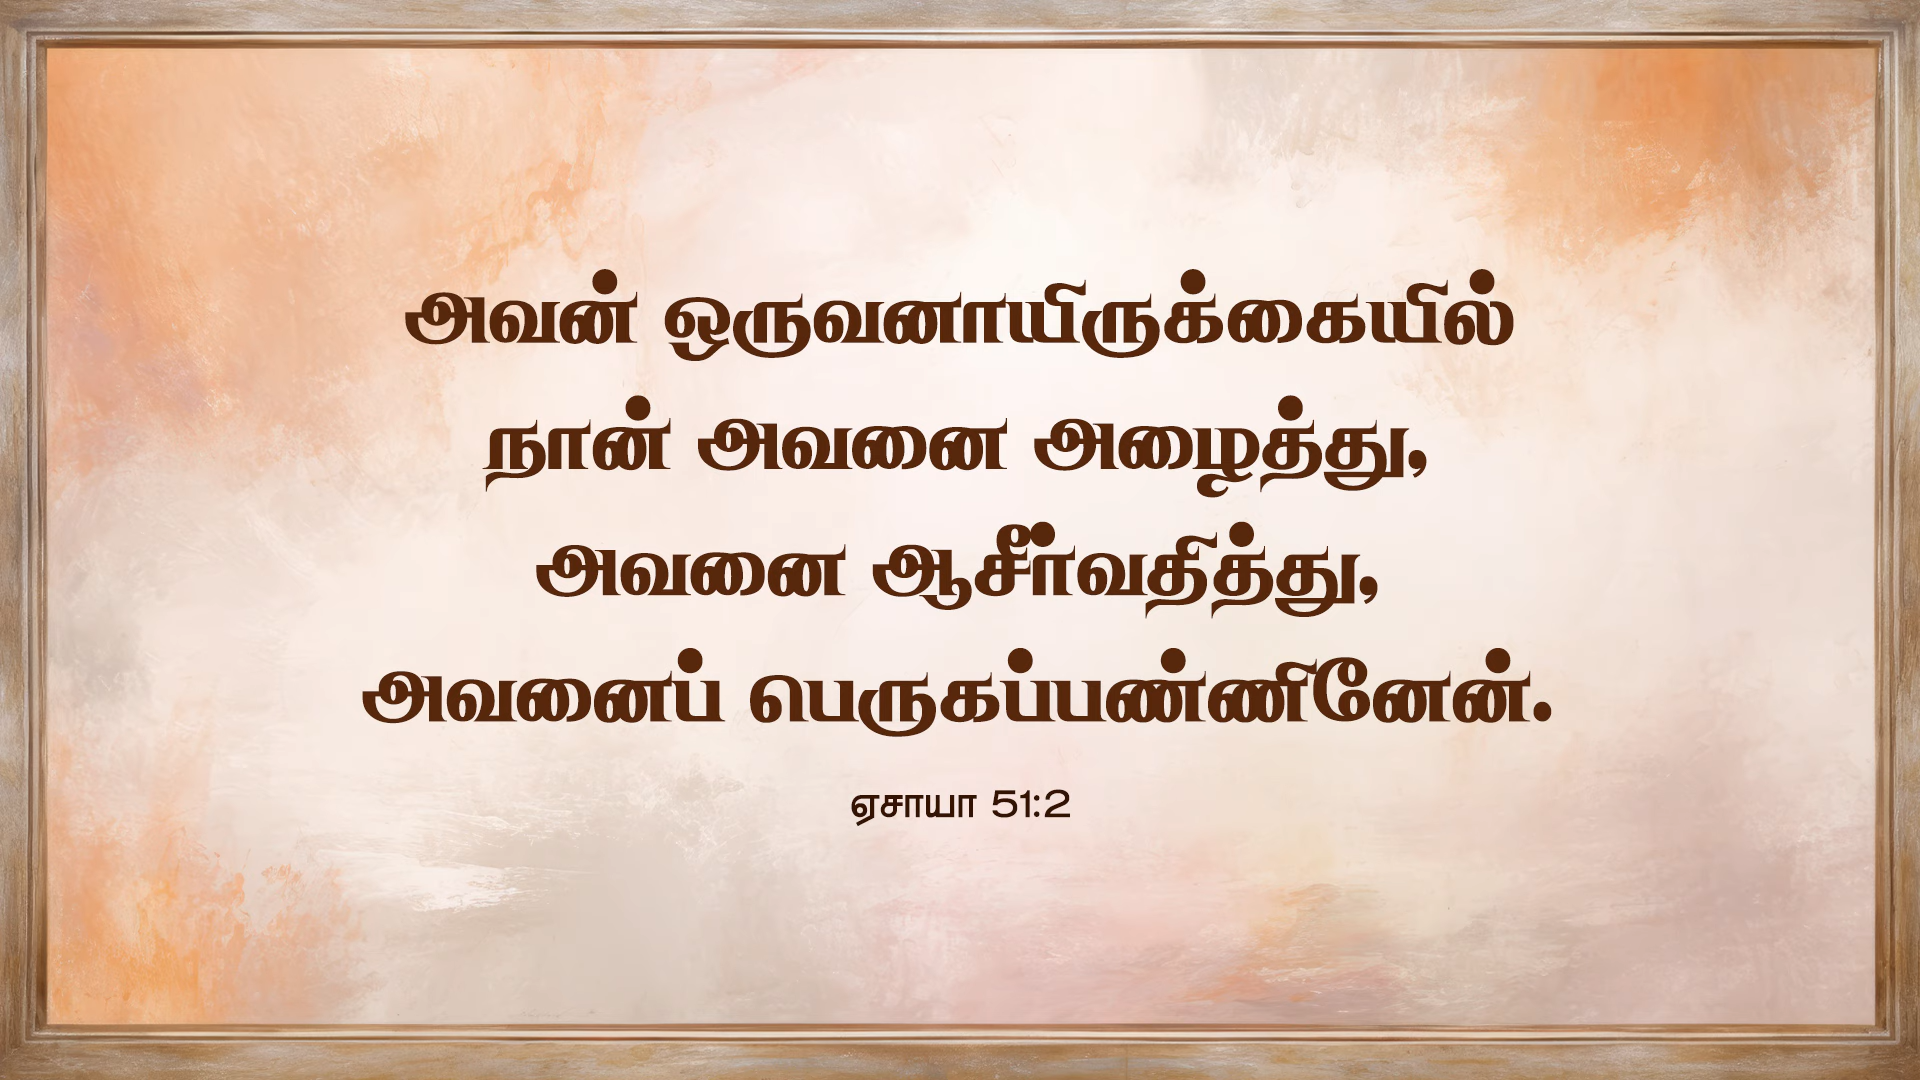 அவன் ஒருவனாயிருக்கையில்
நான் அவனை அழைத்து,
அவனை ஆசீர்வதித்து,
அவனைப் பெருகப்பண்ணினேன்.
ஏசாயா 51:2